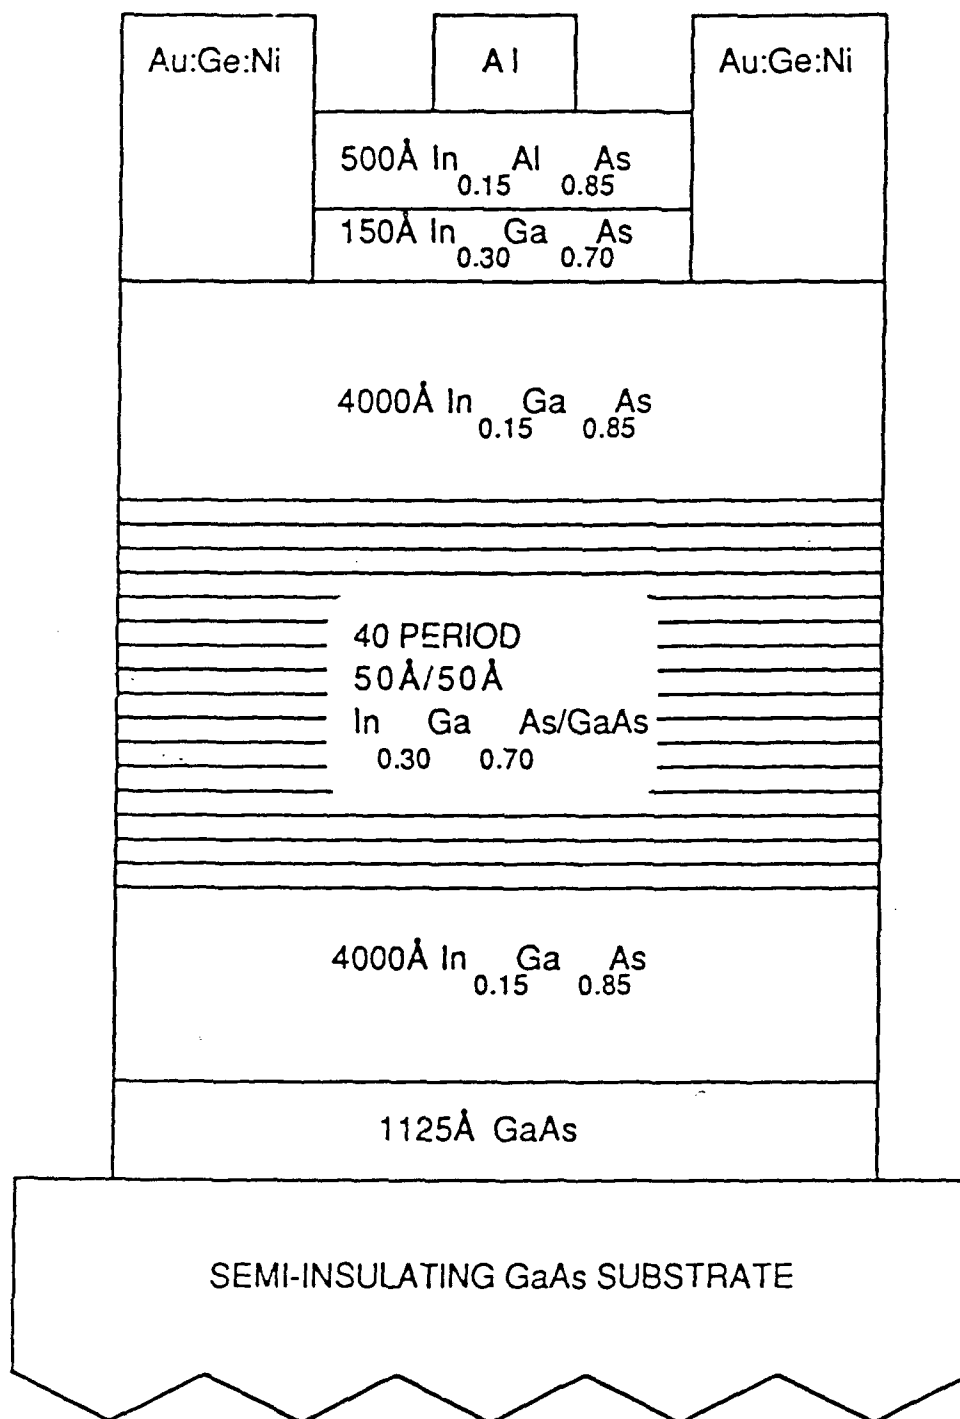 Au:Ge:Ni Al Au:Ge:Ni
500Å In0.15Al0.85As
150Å In0.30Ga0.70As
4000Å In0.15Ga0.85As
40 PERIOD
50Å/50Å
In0.30Ga0.70As/GaAs
4000Å In0.15Ga0.85As
1125Å GaAs
SEMI-INSULATING GaAs SUBSTRATE